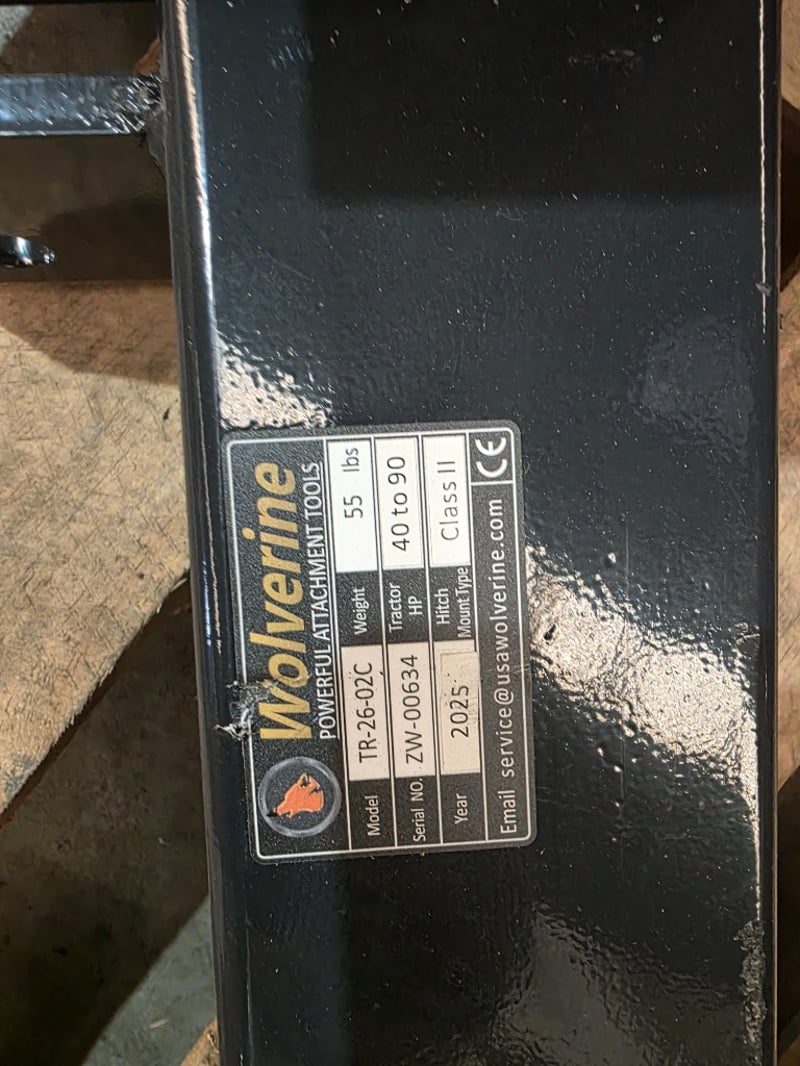 Wolverine
POWERFUL ATTACHMENT TOOLS
Model TR-26-02C Weight 55 lbs
Serial NO. ZW-00634 Tractor HP 40 to 90
Year 2025 Hitch Mount Type Class II
Email service@usawolverine.com CE